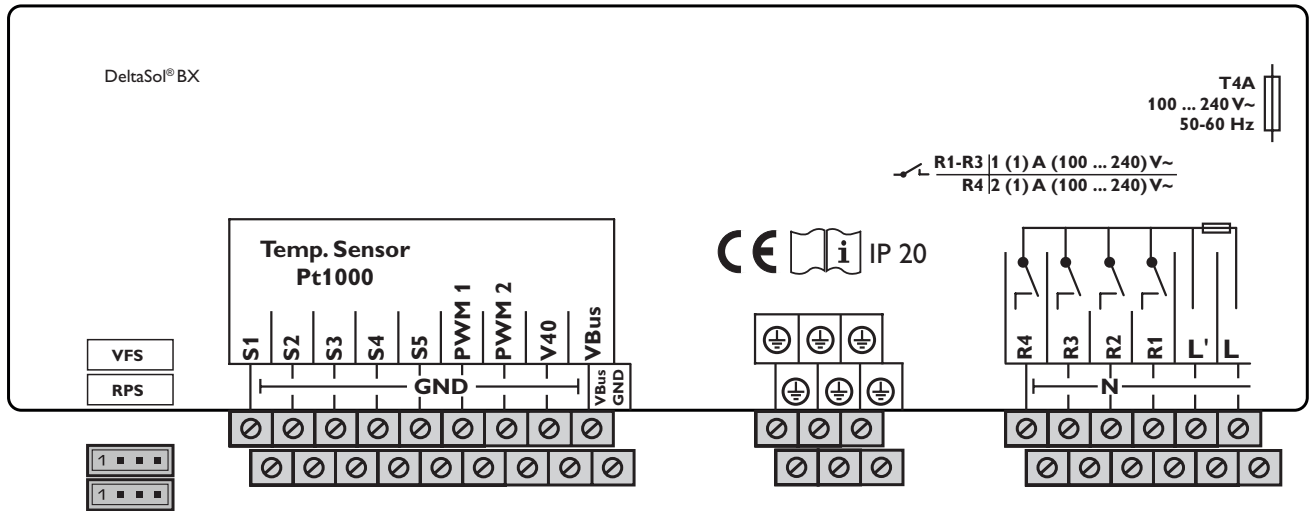 DeltaSol® BX
T4A
100 ... 240 V~
50-60 Hz
R1-R3 1 (1) A (100 ... 240) V~
R4 2 (1) A (100 ... 240) V~
Temp. Sensor
Pt1000
CE i IP 20
S1 S2 S3 S4 S5 PWM 1 PWM 2 V40 VBus
R4 R3 R2 R1 L' L
VFS
RPS
GND
VBus
GND
N
1
1